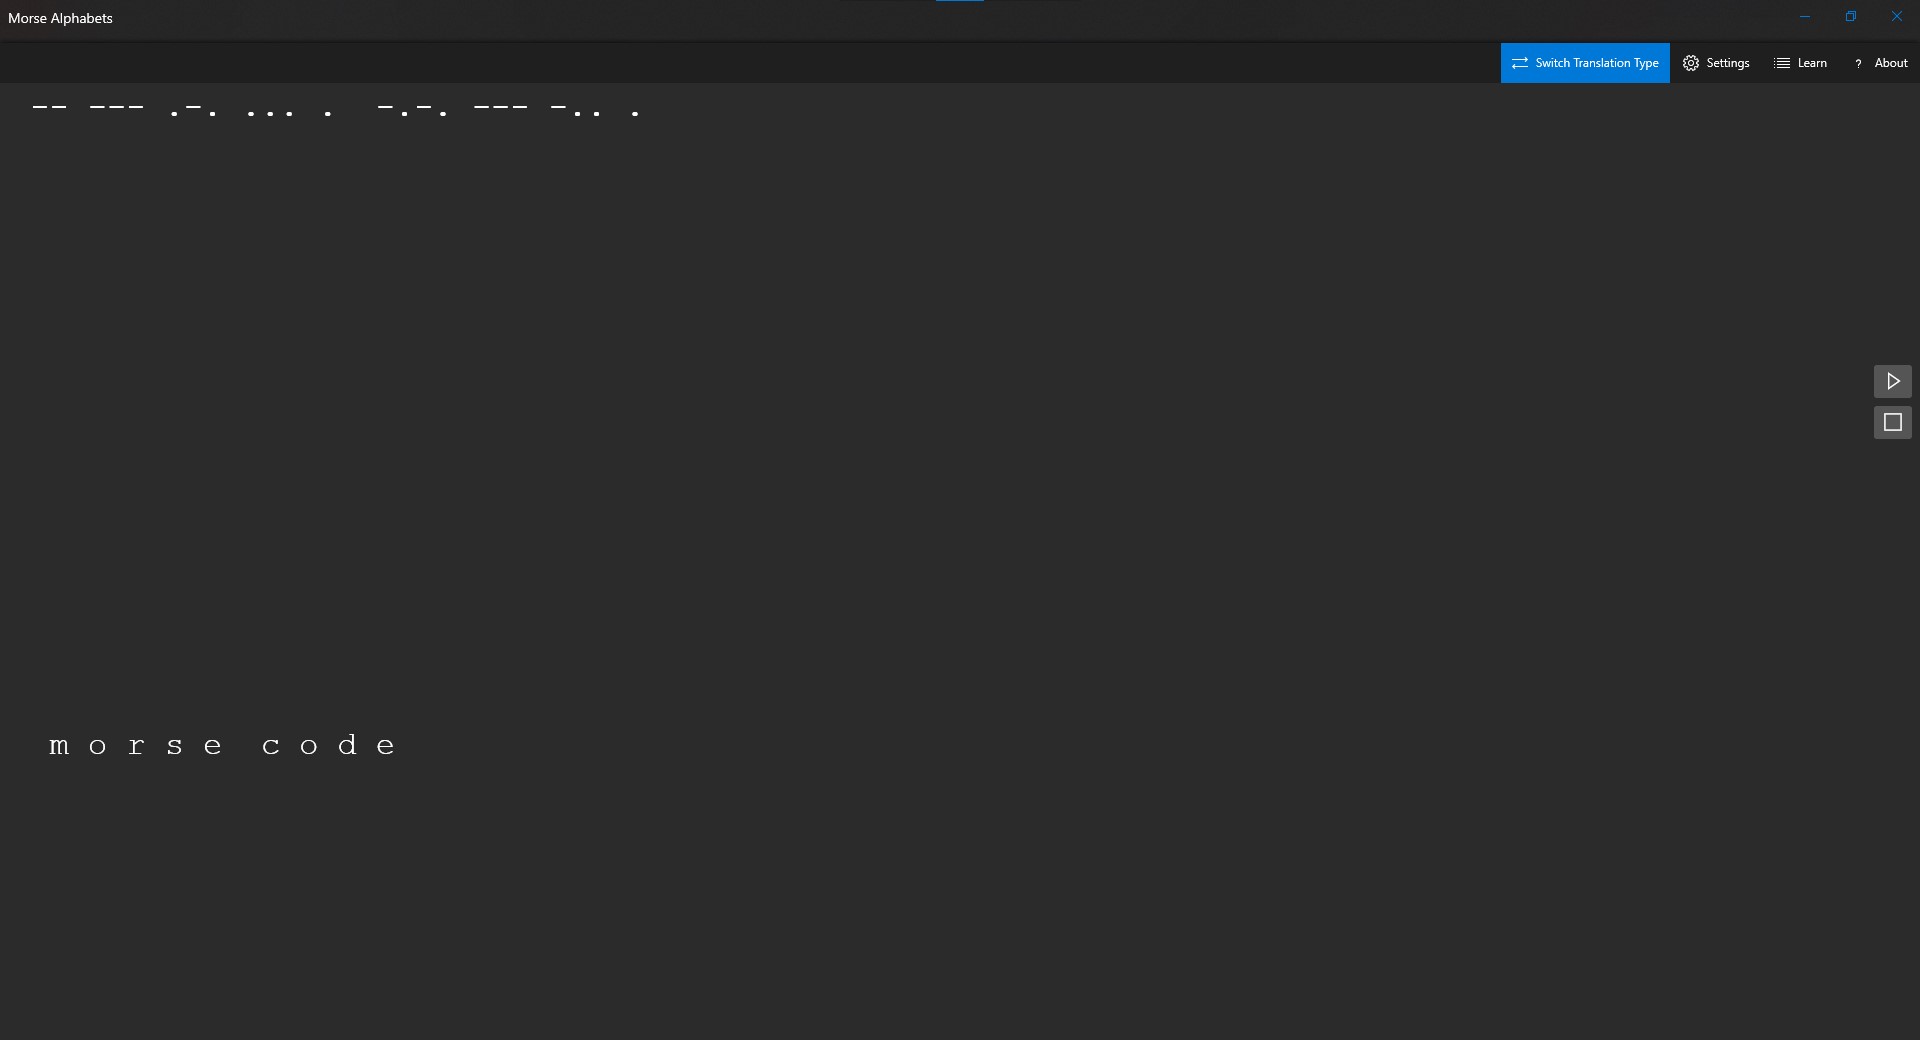 Morse Alphabets
Switch Translation Type Settings Learn ? About
-- --- .-. ... .  -.-. --- -.. .
m o r s e  c o d e